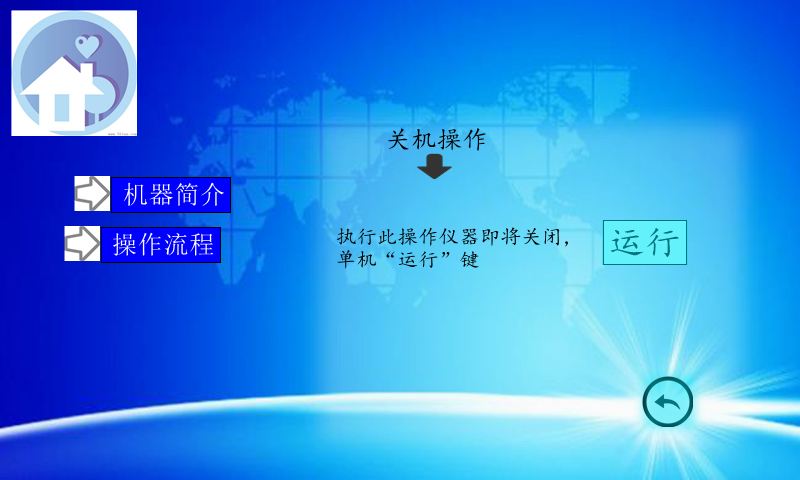 关机操作
机器简介
操作流程
执行此操作仪器即将关闭，
单机“运行”键
运行